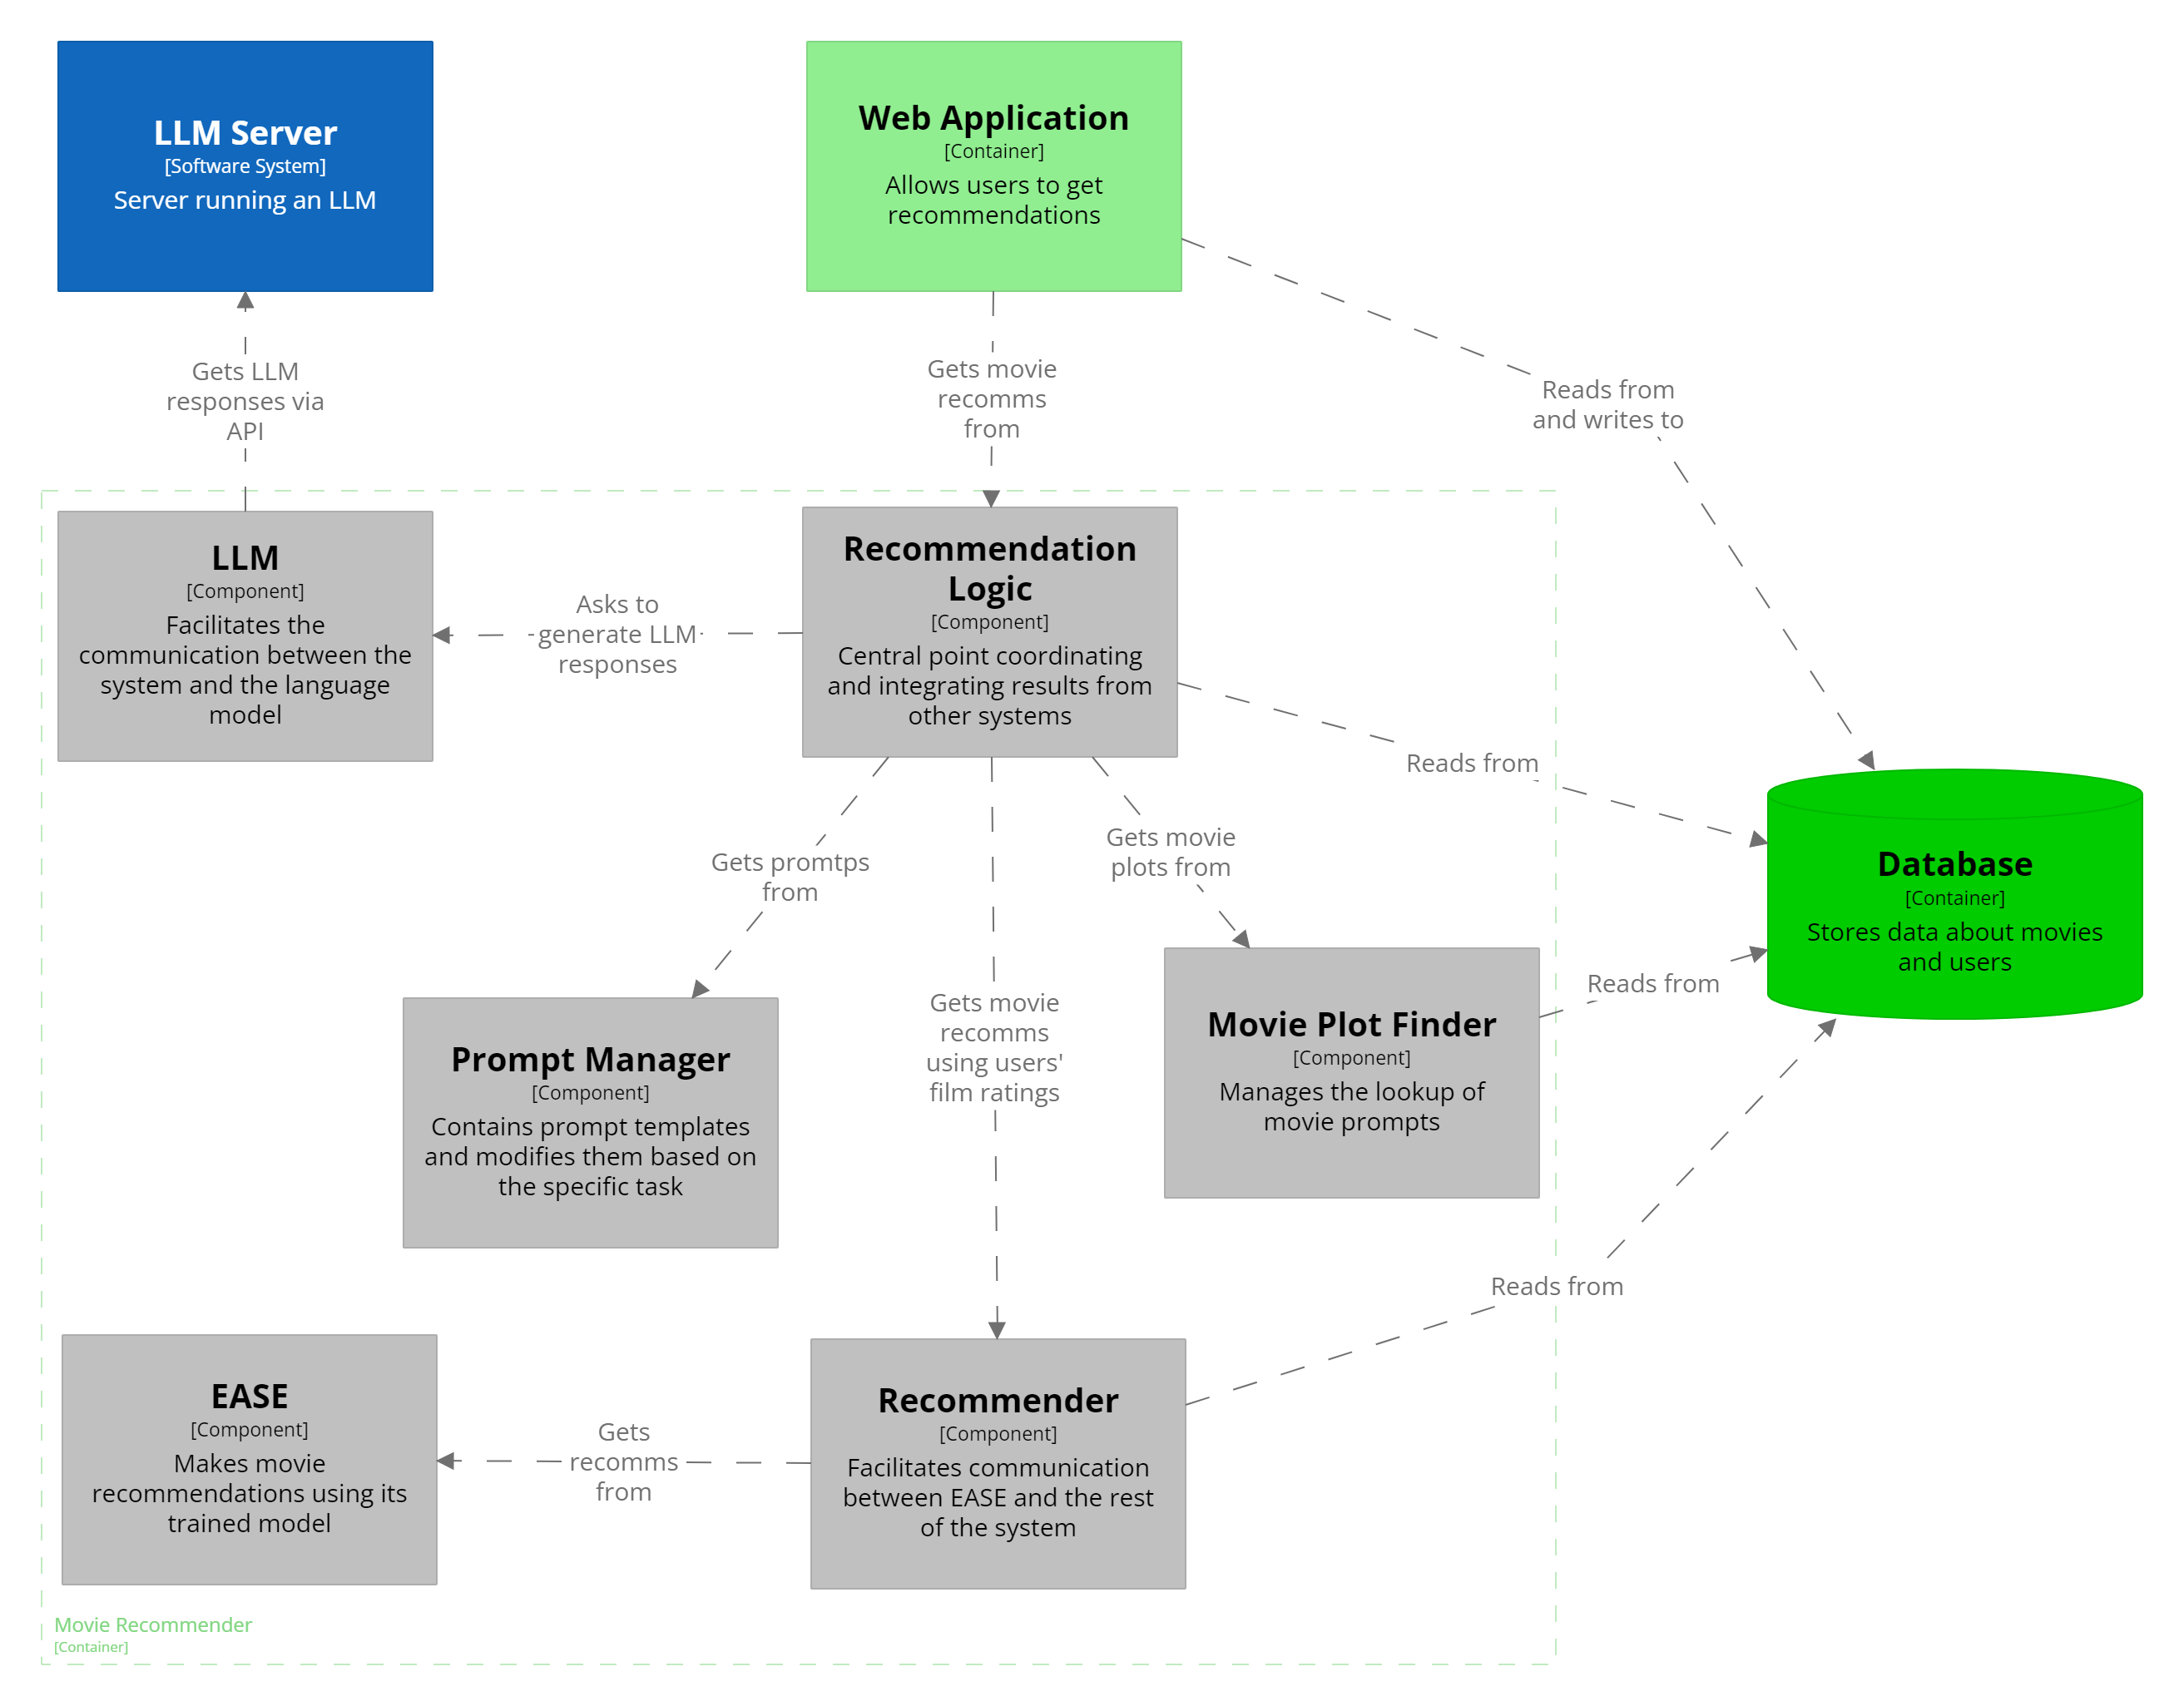 LLM Server
[Software System]
Server running an LLM
Web Application
[Container]
Allows users to get
recommendations
Gets LLM
responses via
API
Gets movie
recomms
from
Reads from
and writes to
LLM
[Component]
Facilitates the
communication between the
system and the language
model
Asks to
generate LLM
responses
Recommendation
Logic
[Component]
Central point coordinating
and integrating results from
other systems
Reads from
Gets promtps
from
Gets movie
plots from
Database
[Container]
Stores data about movies
and users
Reads from
Gets movie
recomms
using users'
film ratings
Prompt Manager
[Component]
Contains prompt templates
and modifies them based on
the specific task
Movie Plot Finder
[Component]
Manages the lookup of
movie prompts
Reads from
EASE
[Component]
Makes movie
recommendations using its
trained model
Gets
recomms
from
Recommender
[Component]
Facilitates communication
between EASE and the rest
of the system
Movie Recommender
[Container]